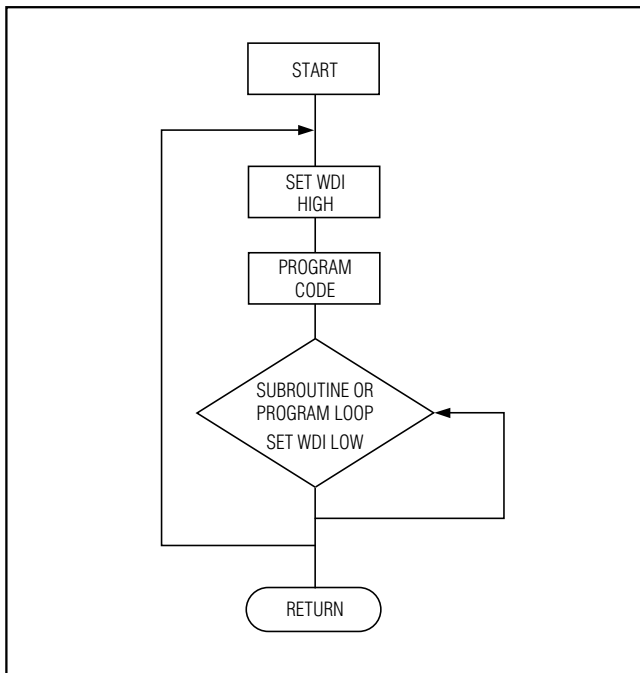 START
SET WDI
HIGH
PROGRAM
CODE
SUBROUTINE OR
PROGRAM LOOP
SET WDI LOW
RETURN